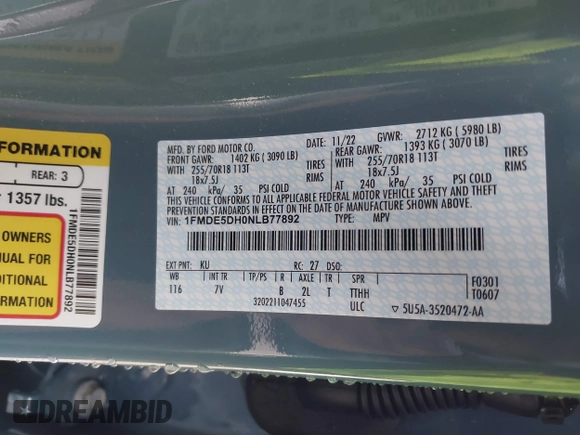 INFORMATION
REAR: 3
1357 lbs.
OWNERS
UAL FOR
DITIONAL
RMATION
1FMDE5DH0NLB77892
MFD. BY FORD MOTOR CO.
11/22
GVWR: 2712 KG ( 5980 LB)
FRONT GAWR: 1402 KG ( 3090 LB)
REAR GAWR: 1393 KG ( 3070 LB)
WITH TIRES
255/70R18 113T
WITH TIRES
255/70R18 113T
18x7.5J RIMS
18x7.5J RIMS
AT 240 kPa/ 35 PSI COLD
AT 240 kPa/ 35 PSI COLD
THIS VEHICLE CONFORMS TO ALL APPLICABLE FEDERAL MOTOR VEHICLE SAFETY AND
THEFT PREVENTION STANDARDS IN EFFECT ON THE DATE OF MANUFACTURE SHOWN ABOVE.
VIN: 1FMDE5DH0NLB77892
TYPE: MPV
EXT PNT: KU RC: 27 DSO:
WB INT TR TP/PS R AXLE TR SPR
116 7V B 2L T TTHH
F0301
T0607
3202211047455
ULC 5U5A-3520472-AA
DREAMBID